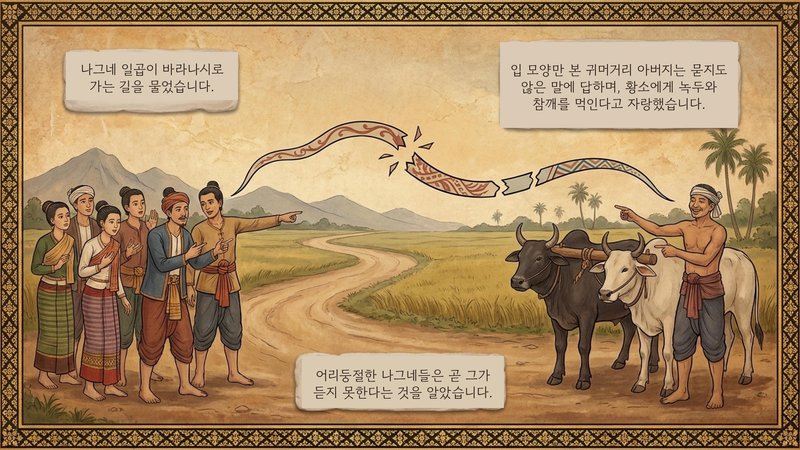 나그네 일곱이 바라나시로
가는 길을 물었습니다.
입 모양만 본 귀머거리 아버지는 묻지도
않은 말에 답하며, 황소에게 녹두와
참깨를 먹인다고 자랑했습니다.
어리둥절한 나그네들은 곧 그가
듣지 못한다는 것을 알았습니다.